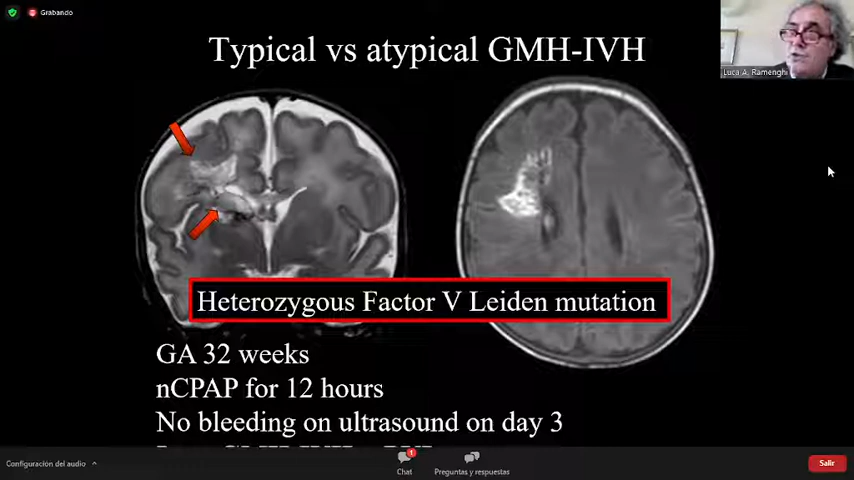 Grabando
Typical vs atypical GMH-IVH
Luca A. Ramenghi
Heterozygous Factor V Leiden mutation
GA 32 weeks
nCPAP for 12 hours
No bleeding on ultrasound on day 3
Configuración del audio
1
Chat
Preguntas y respuestas
Salir